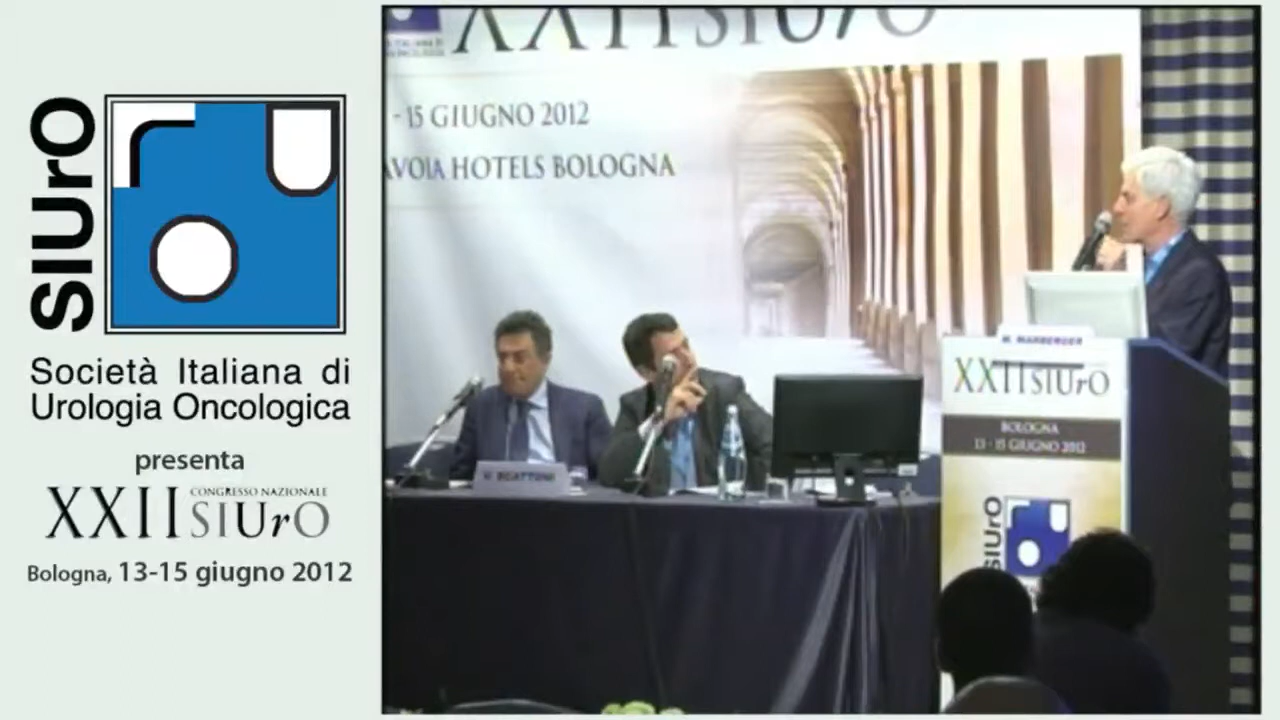 SIUrO
Società Italiana di
Urologia Oncologica
presenta
XXII CONGRESSO NAZIONALE
SIUrO
Bologna, 13-15 giugno 2012
XXII SIUrO
- 15 GIUGNO 2012
AVOIA HOTELS BOLOGNA
M. MARBERGER
XXII SIUrO
BOLOGNA
13 - 15 GIUGNO 2012
SIUrO